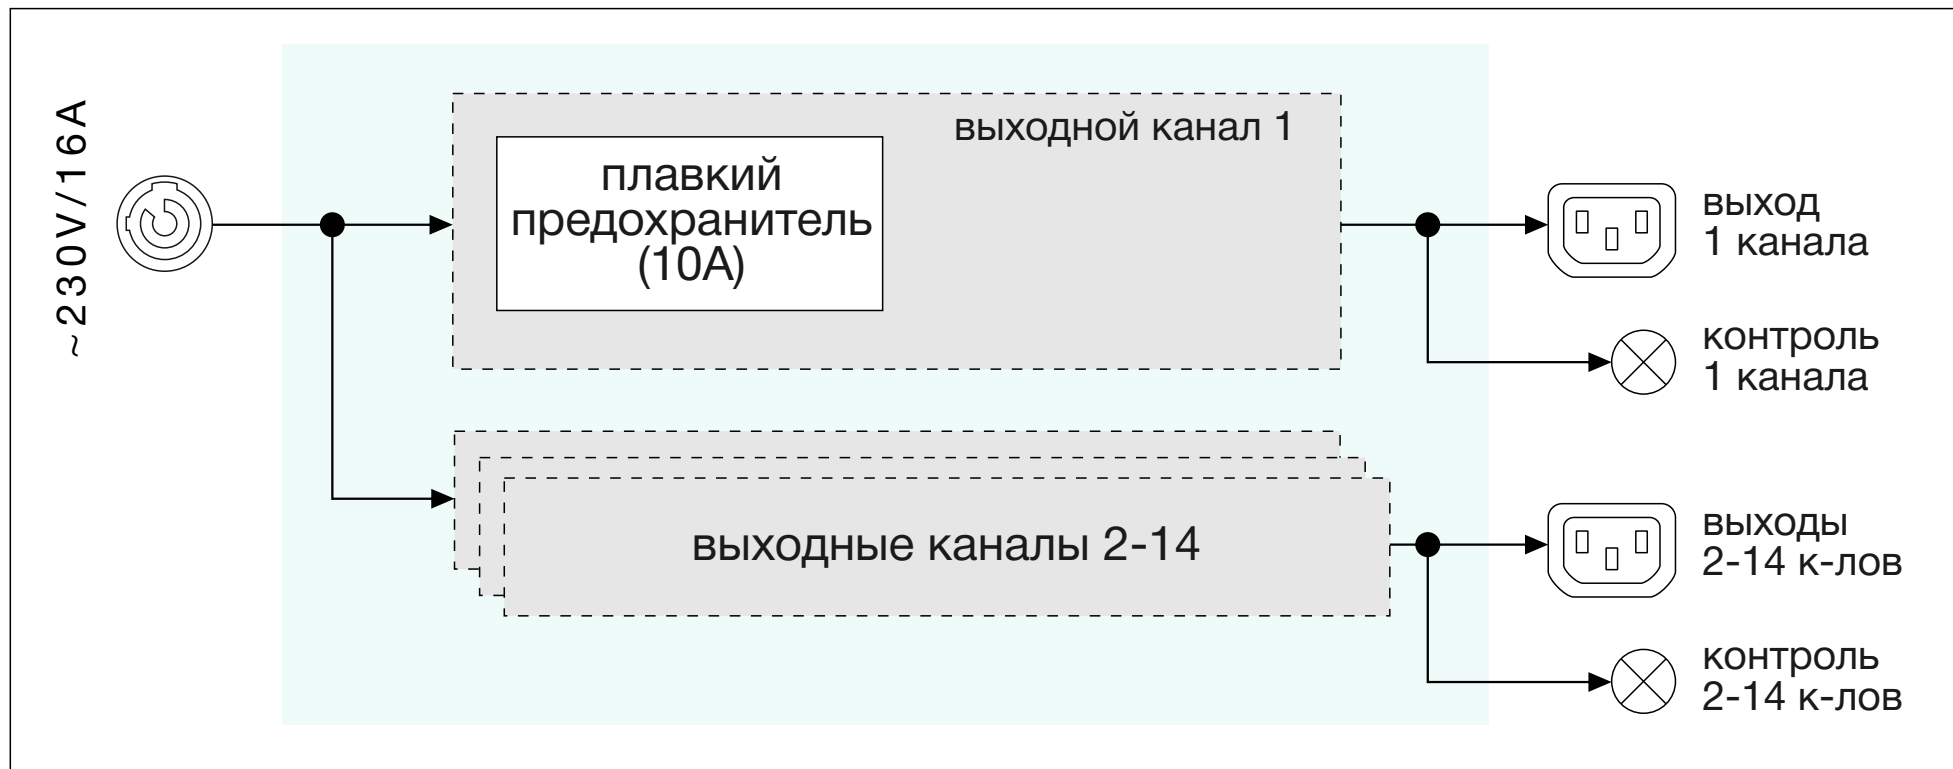 ~230V/16A
выходной канал 1
плавкий
предохранитель
(10А)
выход
1 канала
контроль
1 канала
выходные каналы 2-14
выходы
2-14 к-лов
контроль
2-14 к-лов